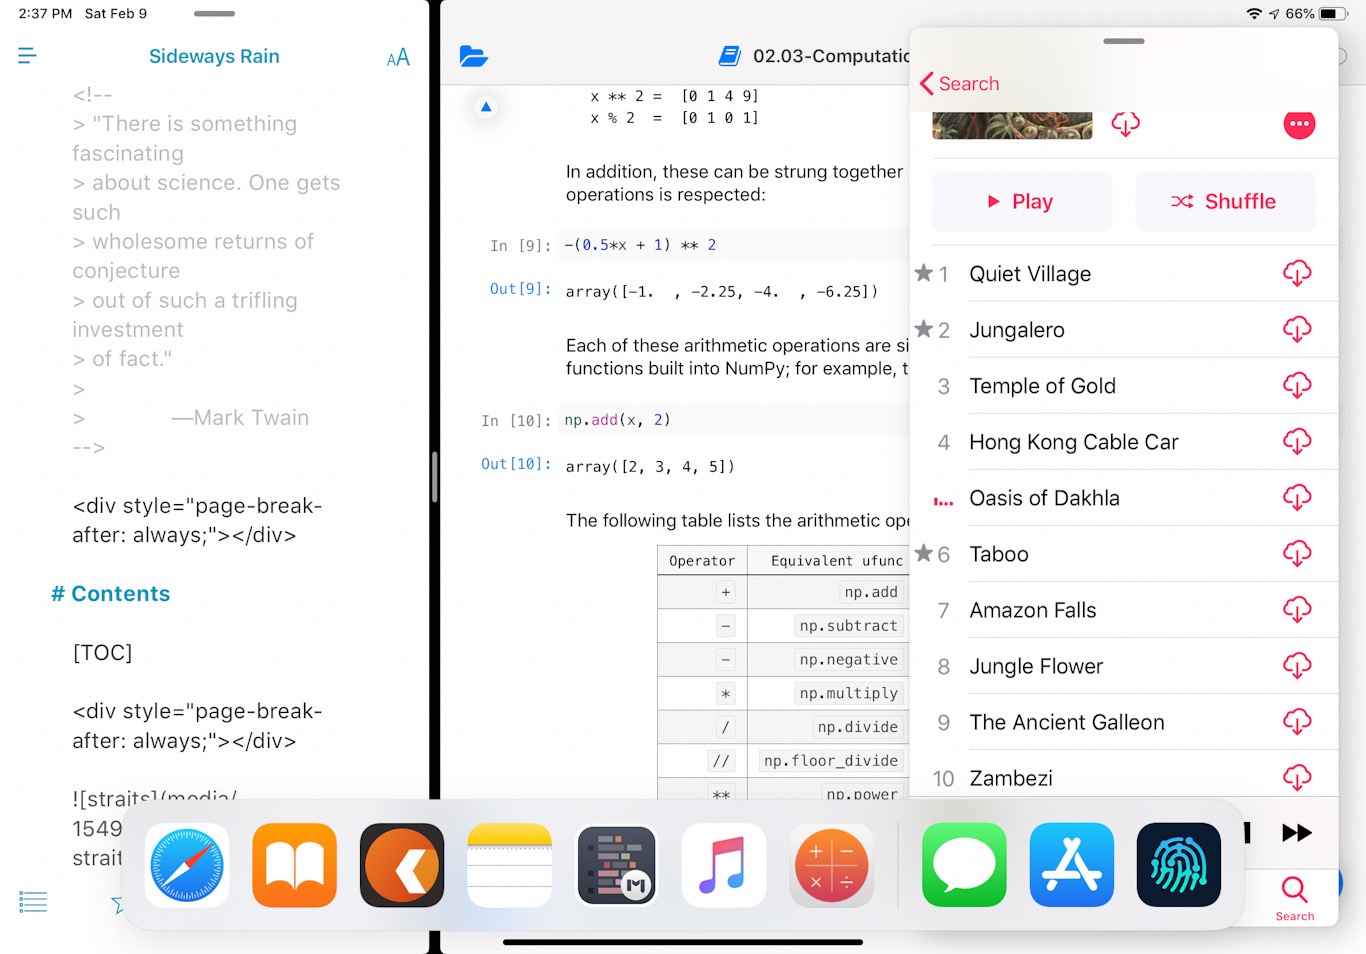 2:37 PM Sat Feb 9
66%
Sideways Rain
AA
<!--
> "There is something
fascinating
> about science. One gets
such
> wholesome returns of
conjecture
> out of such a trifling
investment
> of fact."
>
> —Mark Twain
-->
<div style="page-break-
after: always;"></div>
# Contents
[TOC]
<div style="page-break-
after: always;"></div>
![straits](media/
1549
strait
02.03-Computatio
x ** 2 = [0 1 4 9]
x % 2 = [0 1 0 1]
In addition, these can be strung together
operations is respected:
In [9]: -(0.5*x + 1) ** 2
Out[9]: array([-1. , -2.25, -4. , -6.25])
Each of these arithmetic operations are si
functions built into NumPy; for example, t
In [10]: np.add(x, 2)
Out[10]: array([2, 3, 4, 5])
The following table lists the arithmetic ope
Operator Equivalent ufunc
+ np.add
- np.subtract
- np.negative
* np.multiply
/ np.divide
// np.floor_divide
** np.power
Search
Play
Shuffle
1 Quiet Village
2 Jungalero
3 Temple of Gold
4 Hong Kong Cable Car
Oasis of Dakhla
6 Taboo
7 Amazon Falls
8 Jungle Flower
9 The Ancient Galleon
10 Zambezi
M
Search